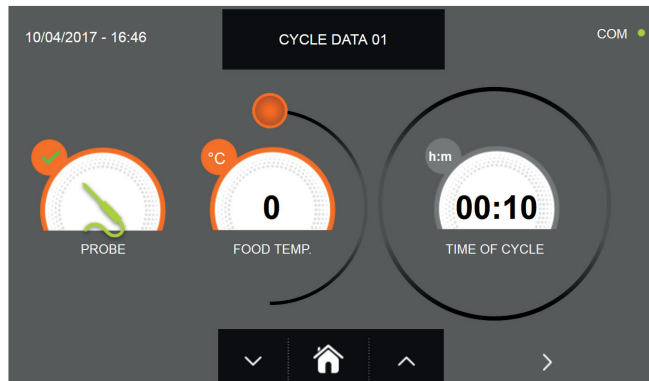 10/04/2017 - 16:46
CYCLE DATA 01
COM
°C
h:m
0
00:10
PROBE
FOOD TEMP.
TIME OF CYCLE